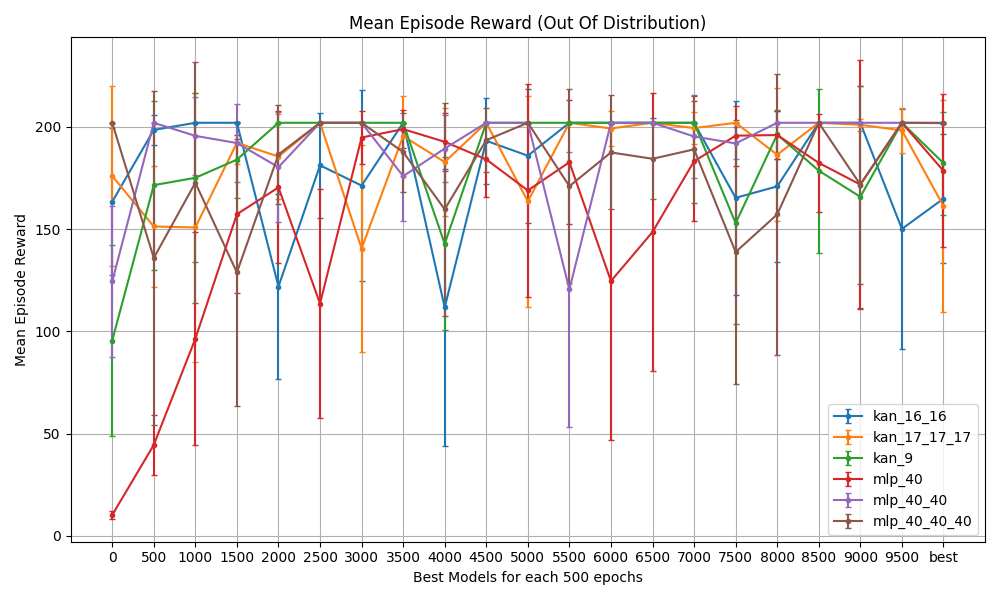 Mean Episode Reward (Out Of Distribution)
Mean Episode Reward
200
150
100
50
0
kan_16_16
kan_17_17_17
kan_9
mlp_40
mlp_40_40
mlp_40_40_40
0 500 1000 1500 2000 2500 3000 3500 4000 4500 5000 5500 6000 6500 7000 7500 8000 8500 9000 9500 best
Best Models for each 500 epochs